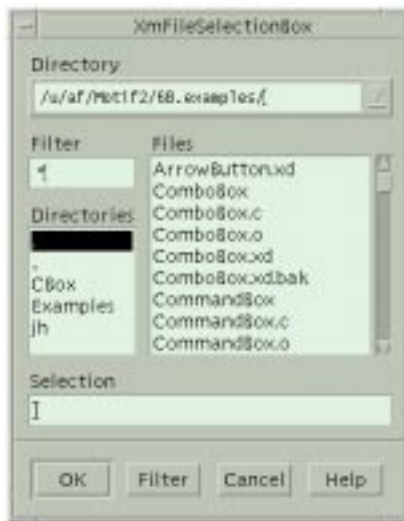 XmFileSelectionBox
Directory
/u/af/Motif2/6B.examples/
Filter
*
Directories
..
CBox
Examples
jh
Files
ArrowButton.xd
ComboBox
ComboBox.c
ComboBox.o
ComboBox.xd
ComboBox.xd.bak
CommandBox
CommandBox.c
CommandBox.o
Selection
OK
Filter
Cancel
Help